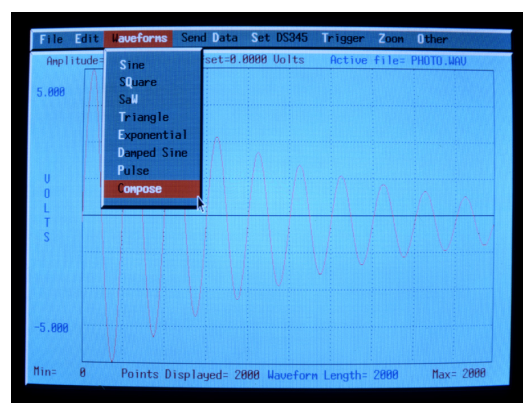 File Edit Waveforms Send Data Set DS345 Trigger Zoom Other
Amplitude= set=0.0000 Volts Active file= PHOTO.WAV
Sine
SQuare
SaW
Triangle
Exponential
Damped Sine
Pulse
Compose
5.000
VOLTS
-5.000
Min= 0 Points Displayed= 2000 Waveform Length= 2000 Max= 2000